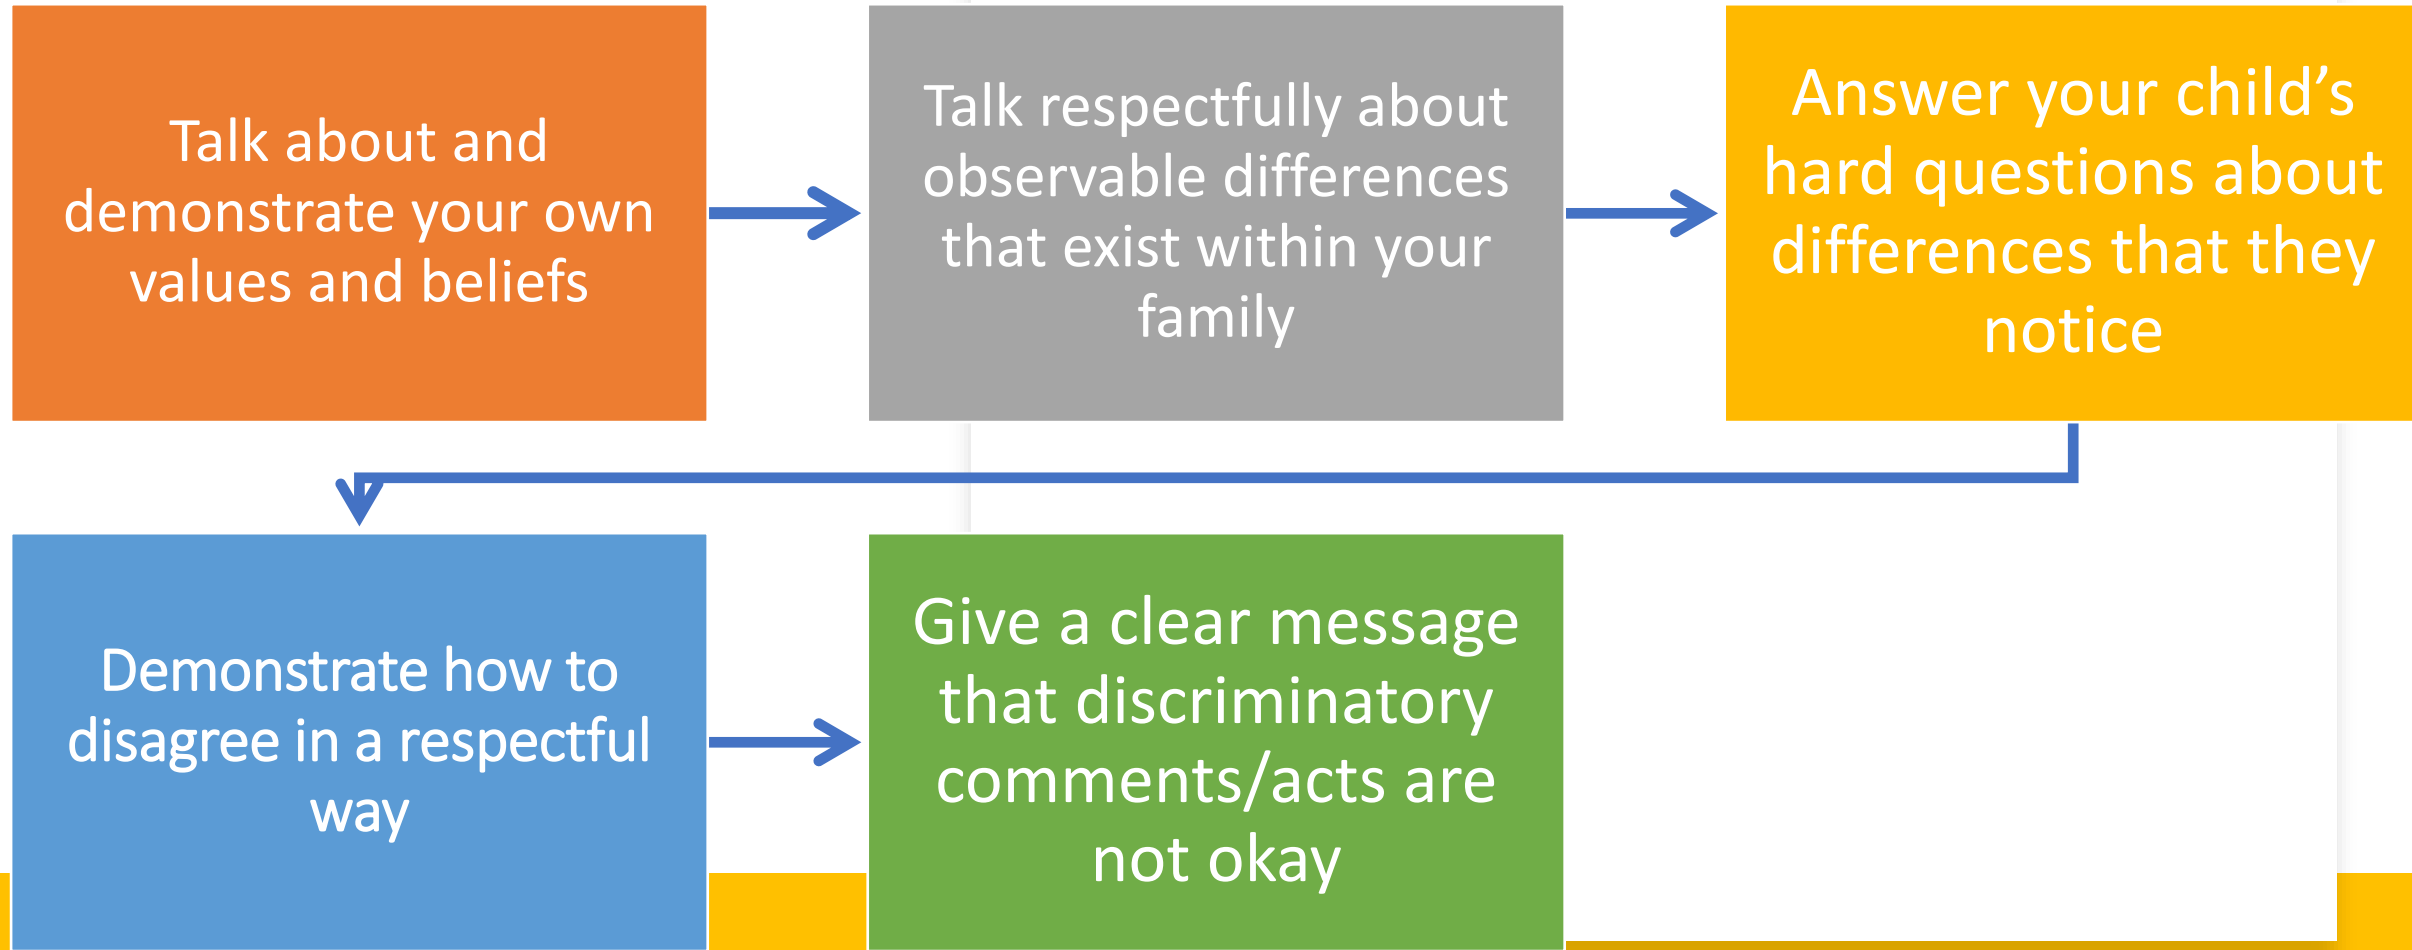 Talk about and
demonstrate your own
values and beliefs
Talk respectfully about
observable differences
that exist within your
family
Answer your child’s
hard questions about
differences that they
notice
Demonstrate how to
disagree in a respectful
way
Give a clear message
that discriminatory
comments/acts are
not okay